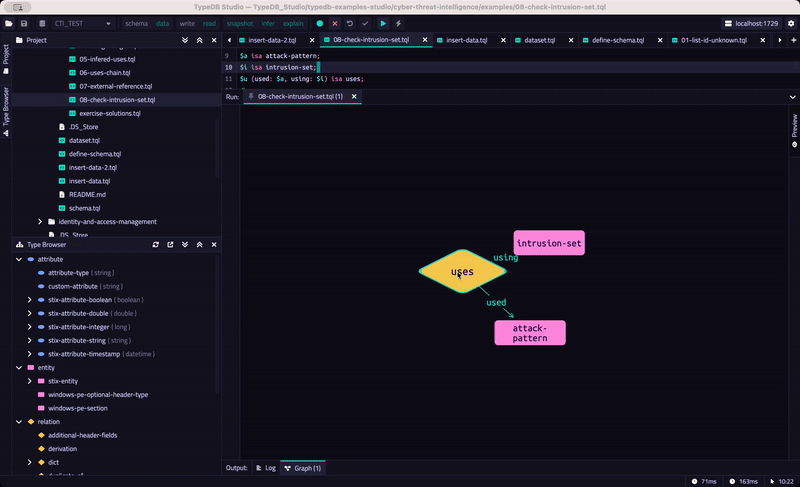 TypeDB Studio — TypeDB_Studio/typedb-examples-studio/cyber-threat-intelligence/examples/08-check-intrusion-set.tql
CTI_TEST
schema data write read snapshot infer explain
localhost:1729
Project
insert-data-2.tql
08-check-intrusion-set.tql
insert-data.tql
dataset.tql
define-schema.tql
01-list-id-unknown.tql
Project
Type Browser
05-infered-uses.tql
06-uses-chain.tql
07-external-reference.tql
08-check-intrusion-set.tql
exercise-solutions.tql
.DS_Store
dataset.tql
define-schema.tql
insert-data-2.tql
insert-data.tql
README.md
schema.tql
identity-and-access-management
.DS_Store
9 $a isa attack-pattern;
10 $i isa intrusion-set;
11 $u (used: $a, using: $i) isa uses;
Run: 08-check-intrusion-set.tql (1)
Preview
Type Browser
attribute
attribute-type (string)
custom-attribute (string)
stix-attribute-boolean (boolean)
stix-attribute-double (double)
stix-attribute-integer (long)
stix-attribute-string (string)
stix-attribute-timestamp (datetime)
entity
stix-entity
windows-pe-optional-header-type
windows-pe-section
relation
additional-header-fields
derivation
dict
intrusion-set
using
uses
used
attack-
pattern
Output: Log Graph (1)
71ms 163ms 10:22